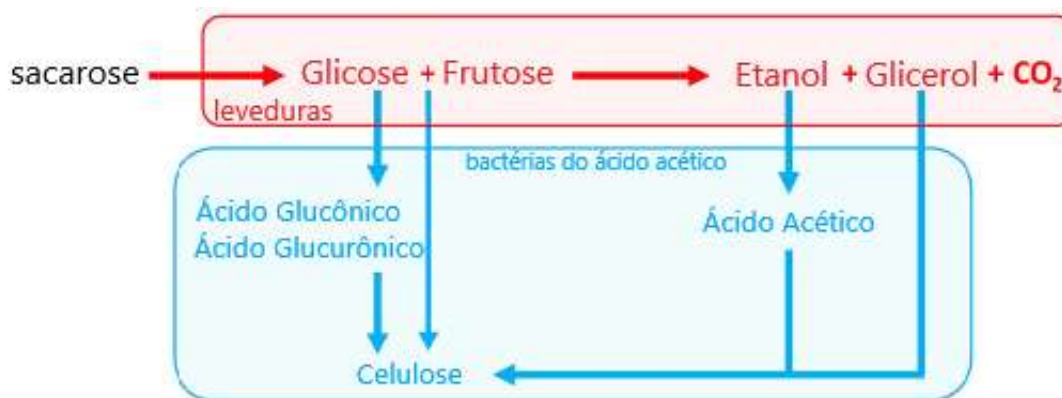 sacarose Glicose + Frutose Etanol + Glicerol + CO₂
leveduras
bactérias do ácido acético
Ácido Glucônico
Ácido Acético
Ácido Glucurônico
Celulose